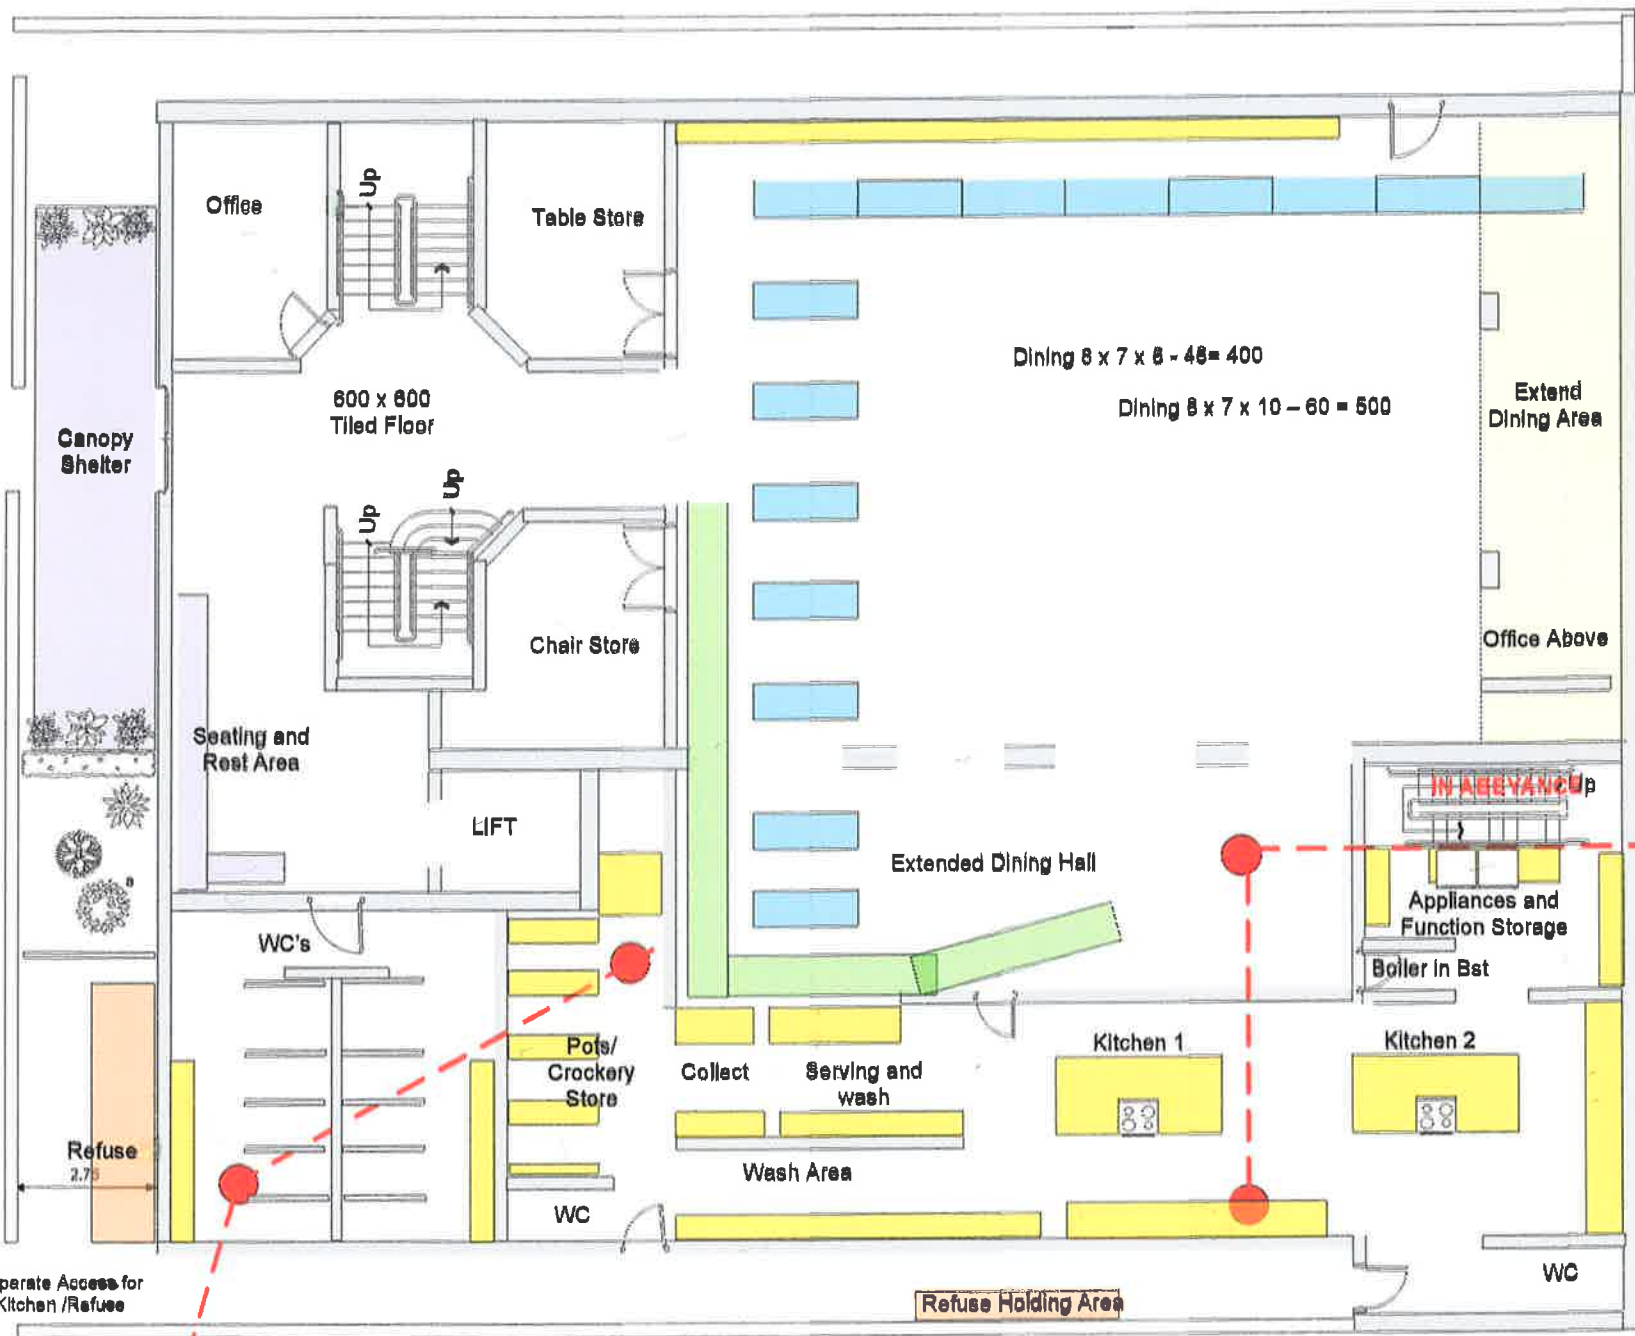 Office
Up
Table Store
600 x 600
Tiled Floor
Dining 8 x 7 x 8 - 48= 400
Dining 8 x 7 x 10 – 60 = 500
Extend
Dining Area
Canopy
Shelter
Up
Up
Chair Store
Office Above
Seating and
Rest Area
LIFT
IN ABEYANCE
Up
Extended Dining Hall
Appliances and
Function Storage
WC's
Boiler in Bst
Kitchen 1
Kitchen 2
Pots/
Crockery
Store
Collect
Serving and
wash
Refuse
2.75
Wash Area
WC
WC
parate Access for
Kitchen /Refuse
Refuse Holding Area